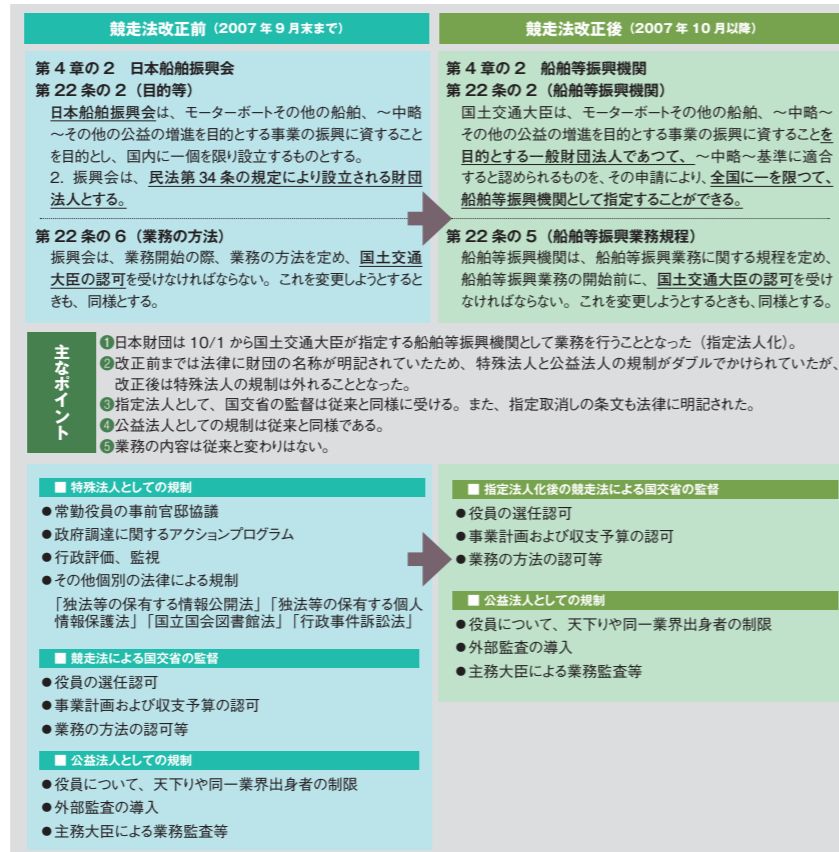 競走法改正前（2007年9月末まで）
第4章の2　日本船舶振興会
第22条の2（目的等）
日本船舶振興会は、モーターボートその他の船舶、～中略
～その他の公益の増進を目的とする事業の振興に資すること
を目的とし、国内に一個を限り設立するものとする。
2. 振興会は、民法第34条の規定により設立される財団
法人とする。
第22条の6（業務の方法）
振興会は、業務開始の際、業務の方法を定め、国土交通
大臣の認可を受けなければならない。これを変更しようとすると
きも、同様とする。
競走法改正後（2007年10月以降）
第4章の2　船舶等振興機関
第22条の2（船舶等振興機関）
国土交通大臣は、モーターボートその他の船舶、～中略～
その他の公益の増進を目的とする事業の振興に資することを
目的とする一般財団法人であつて、～中略～基準に適合
すると認められるものを、その申請により、全国に一を限つて、
船舶等振興機関として指定することができる。
第22条の5（船舶等振興業務規程）
船舶等振興機関は、船舶等振興業務に関する規程を定め、
船舶等振興業務の開始前に、国土交通大臣の認可を受け
なければならない。これを変更しようとするときも、同様とする。
主なポイント
❶日本財団は10/1から国土交通大臣が指定する船舶等振興機関として業務を行うこととなった（指定法人化）。
❷改正前までは法律に財団の名称が明記されていたため、特殊法人と公益法人の規制がダブルでかけられていたが、
改正後は特殊法人の規制は外れることとなった。
❸指定法人として、国交省の監督は従来と同様に受ける。また、指定取消しの条文も法律に明記された。
❹公益法人としての規制は従来と同様である。
❺業務の内容は従来と変わりはない。
■ 特殊法人としての規制
●常勤役員の事前官邸協議
●政府調達に関するアクションプログラム
●行政評価、監視
●その他個別の法律による規制
「独法等の保有する情報公開法」「独法等の保有する個人
情報保護法」「国立国会図書館法」「行政事件訴訟法」
■ 競走法による国交省の監督
●役員の選任認可
●事業計画および収支予算の認可
●業務の方法の認可等
■ 公益法人としての規制
●役員について、天下りや同一業界出身者の制限
●外部監査の導入
●主務大臣による業務監査等
■ 指定法人化後の競走法による国交省の監督
●役員の選任認可
●事業計画および収支予算の認可
●業務の方法の認可等
■ 公益法人としての規制
●役員について、天下りや同一業界出身者の制限
●外部監査の導入
●主務大臣による業務監査等